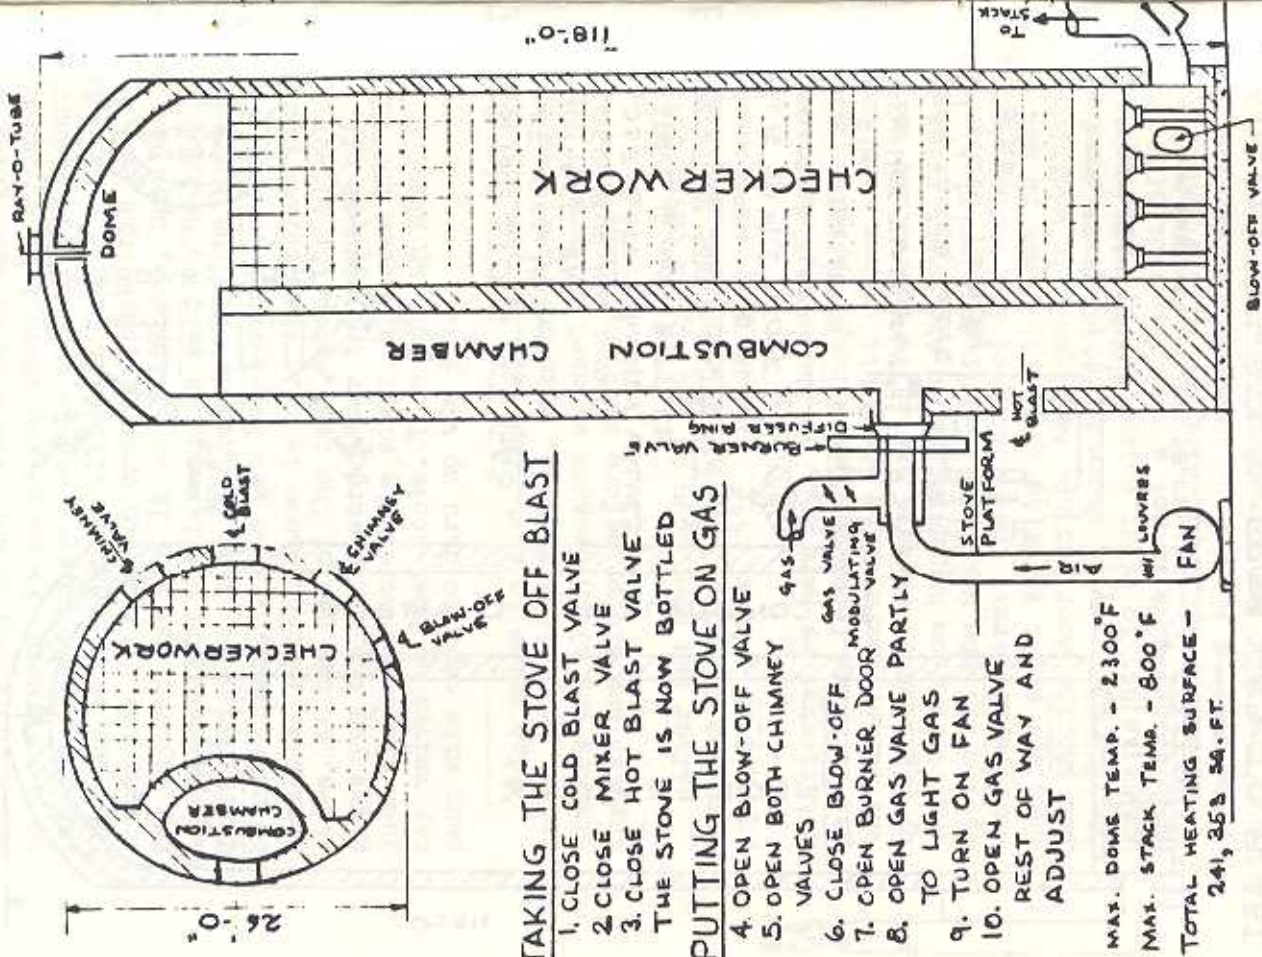 118'-0"
TO
STACK
RAY-O-TUBE
DOME
CHECKER WORK
COMBUSTION CHAMBER
BLOW-OFF VALVE
DIFFUSER RING
BURNER VALVE
HOT
BLAST
STOVE
PLATFORM
GAS
GAS VALVE
MODULATING
VALVE
AIR
LOUVRES
FAN
CHIMNEY
VALVE
COLD
BLAST
CHIMNEY
VALVE
BLOW-OFF
VALVE
CHECKERWORK
COMBUSTION
CHAMBER
26'-0"
TAKING THE STOVE OFF BLAST
1. CLOSE COLD BLAST VALVE
2. CLOSE MIXER VALVE
3. CLOSE HOT BLAST VALVE
THE STONE IS NOW BOTTLED
PUTTING THE STOVE ON GAS
4. OPEN BLOW-OFF VALVE
5. OPEN BOTH CHIMNEY
VALVES
6. CLOSE BLOW-OFF
7. OPEN BURNER DOOR
8. OPEN GAS VALVE PARTLY
TO LIGHT GAS
9. TURN ON FAN
10. OPEN GAS VALVE
REST OF WAY AND
ADJUST
MAX. DOME TEMP. - 2300°F
MAX. STACK TEMP. - 800°F
TOTAL HEATING SURFACE -
241,353 SQ. FT.